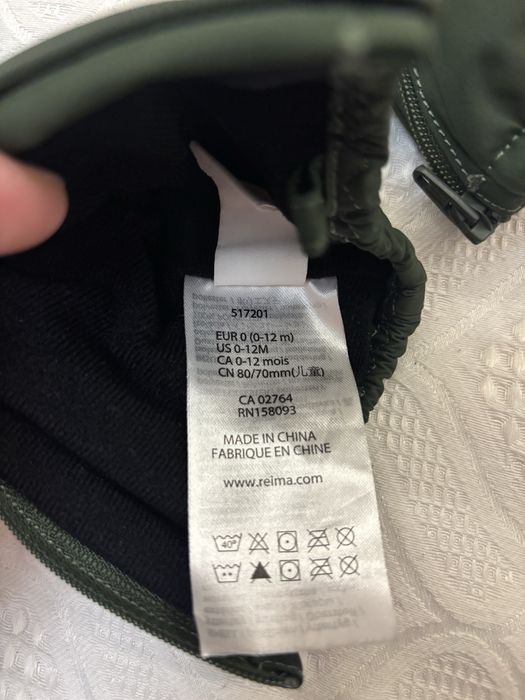 517201
EUR 0 (0-12 m)
US 0-12M
CA 0-12 mois
CN 80/70mm(儿童)
CA 02764
RN158093
MADE IN CHINA
FABRIQUE EN CHINE
www.reima.com
40°